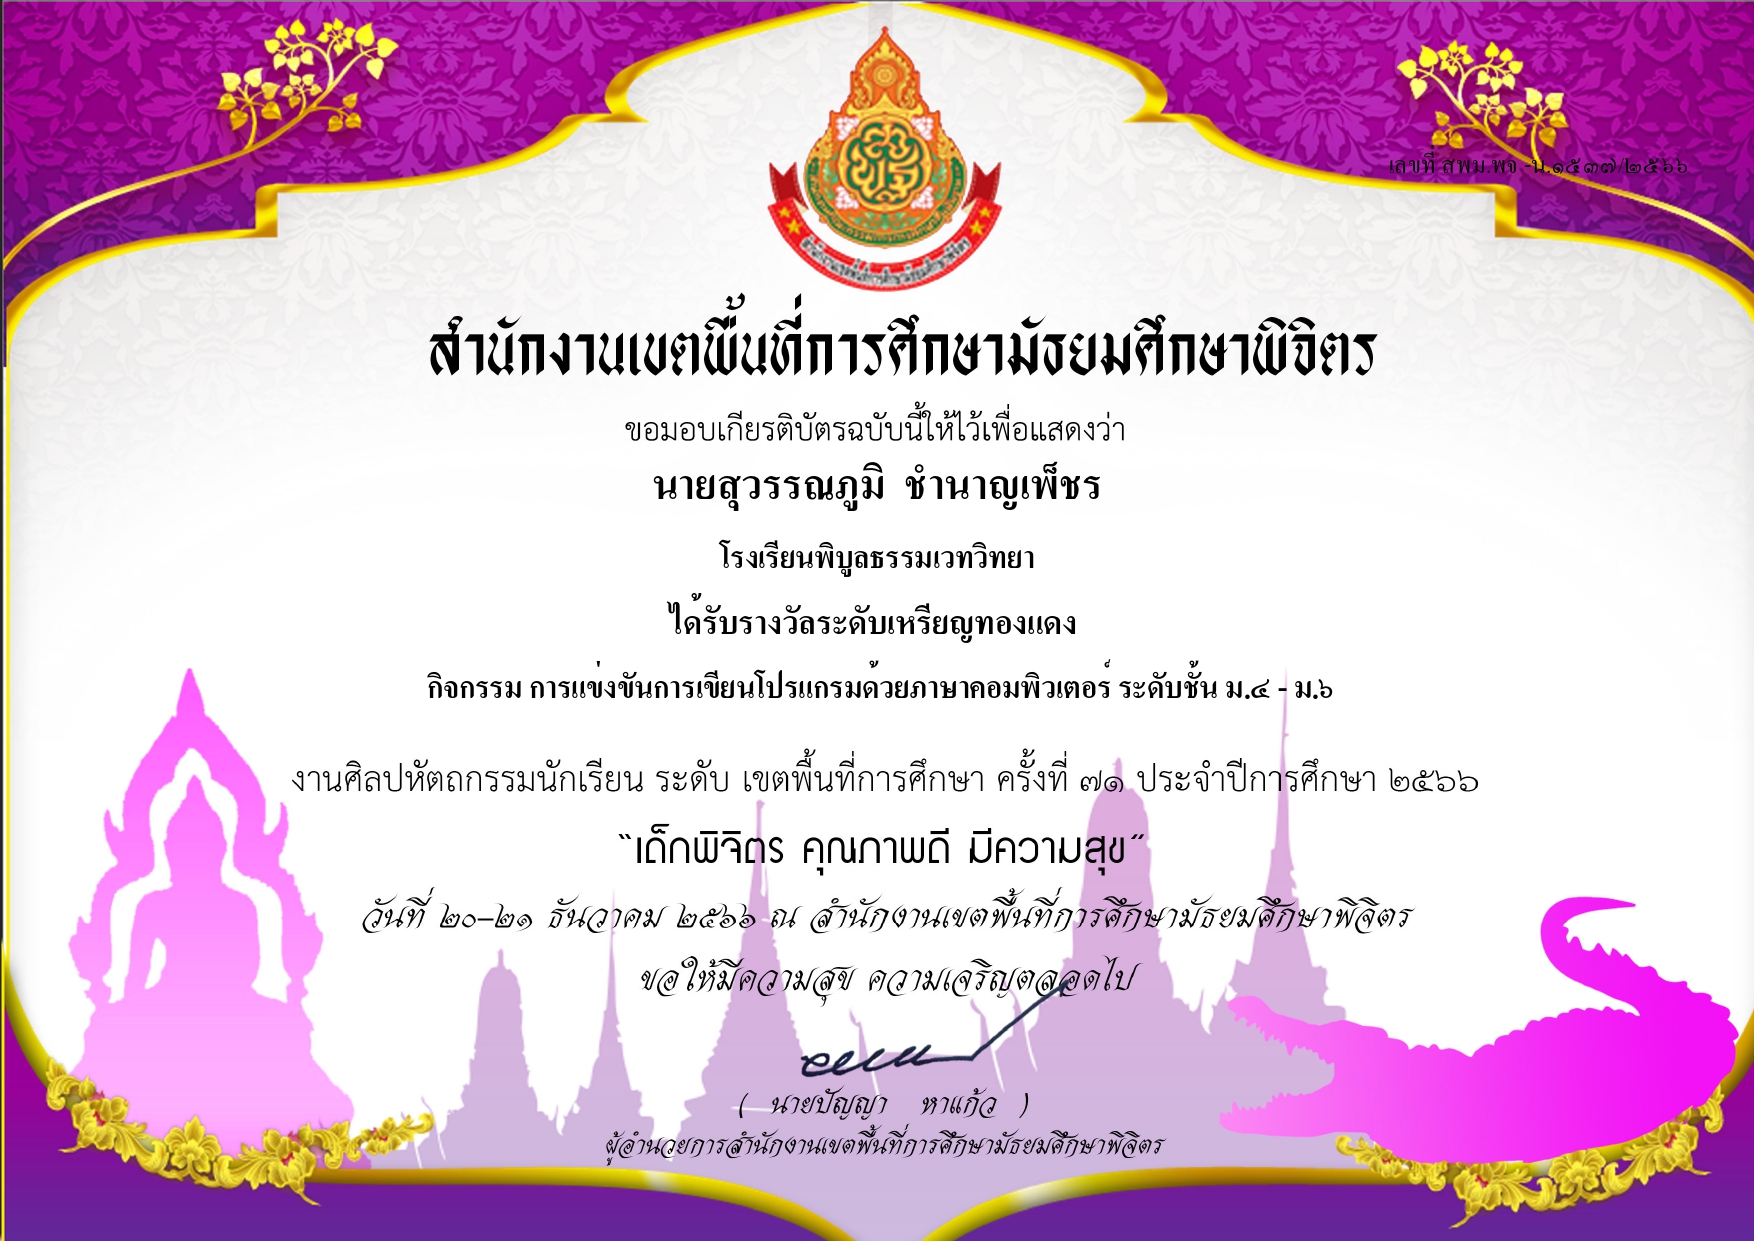 เลขที่ สพม.พจ -น.๑๕๓๗/๒๕๖๖
สำนักงานเขตพื้นที่การศึกษามัธยมศึกษาพิจิตร
ขอมอบเกียรติบัตรฉบับนี้ให้ไว้เพื่อแสดงว่า
นายสุวรรณภูมิ ชำนาญเพ็ชร
โรงเรียนพิบูลธรรมเวทวิทยา
ได้รับรางวัลระดับเหรียญทองแดง
กิจกรรม การแข่งขันการเขียนโปรแกรมด้วยภาษาคอมพิวเตอร์ ระดับชั้น ม.๔ - ม.๖
งานศิลปหัตถกรรมนักเรียน ระดับ เขตพื้นที่การศึกษา ครั้งที่ ๗๑ ประจำปีการศึกษา ๒๕๖๖
“เด็กพิจิตร คุณภาพดี มีความสุข”
วันที่ ๒๐–๒๑ ธันวาคม ๒๕๖๖ ณ สำนักงานเขตพื้นที่การศึกษามัธยมศึกษาพิจิตร
ขอให้มีความสุข ความเจริญตลอดไป
( นายปัญญา หาแก้ว )
ผู้อำนวยการสำนักงานเขตพื้นที่การศึกษามัธยมศึกษาพิจิตร